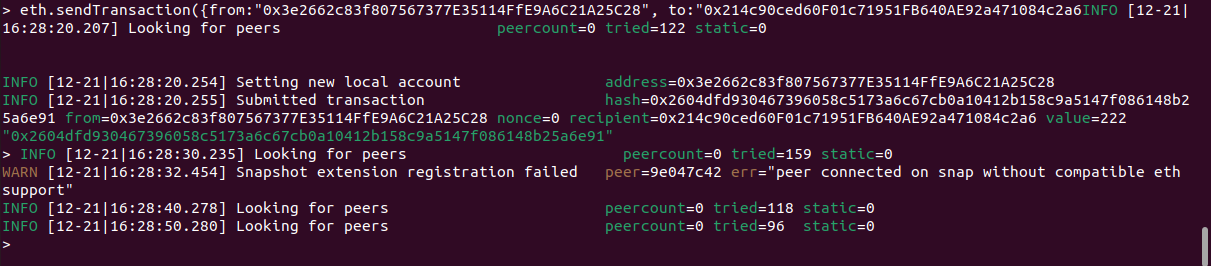 > eth.sendTransaction({from:"0x3e2662c83f807567377E35114FfE9A6C21A25C28", to:"0x214c90ced60F01c71951FB640AE92a471084c2a6INFO [12-21|
16:28:20.207] Looking for peers                        peercount=0 tried=122 static=0
INFO [12-21|16:28:20.254] Setting new local account                address=0x3e2662c83f807567377E35114FfE9A6C21A25C28
INFO [12-21|16:28:20.255] Submitted transaction                    hash=0x2604dfd930467396058c5173a6c67cb0a10412b158c9a5147f086148b2
5a6e91 from=0x3e2662c83f807567377E35114FfE9A6C21A25C28 nonce=0 recipient=0x214c90ced60F01c71951FB640AE92a471084c2a6 value=222
"0x2604dfd930467396058c5173a6c67cb0a10412b158c9a5147f086148b25a6e91"
> INFO [12-21|16:28:30.235] Looking for peers                        peercount=0 tried=159 static=0
WARN [12-21|16:28:32.454] Snapshot extension registration failed   peer=9e047c42 err="peer connected on snap without compatible eth
support"
INFO [12-21|16:28:40.278] Looking for peers                        peercount=0 tried=118 static=0
INFO [12-21|16:28:50.280] Looking for peers                        peercount=0 tried=96  static=0
>